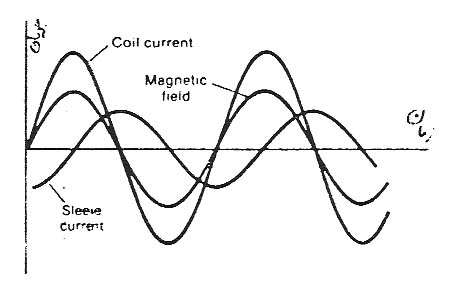 Coil current
Magnetic
field
Sleeve
current